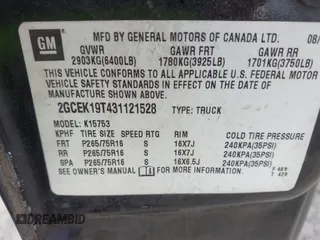 GM
MFD BY GENERAL MOTORS OF CANADA LTD. 08/
GVWR GAWR FRT GAWR RR
2903KG(6400LB) 1780KG(3925LB) 1701KG(3750LB)
THIS VEHICLE CONFORMS TO ALL APPLICABLE U.S. FEDERAL MOTOR
VEHICLE SAFETY STANDARDS IN EFFECT ON THE DATE OF
MANUFACTURE SHOWN ABOVE.
2GCEK19T431121528 TYPE: TRUCK
MODEL: K15753
KPHF TIRE SIZE SPEED RTG RIM COLD TIRE PRESSURE
FRT P265/75R16 S 16X7J 240KPA(35PSI)
RR P265/75R16 S 16X7J 240KPA(35PSI)
SPA P265/75R16 S 16X6.5J 240KPA(35PSI)
SEE OWNER'S MANUAL FOR MORE INFORMATION.
AUTOBIDMASTER